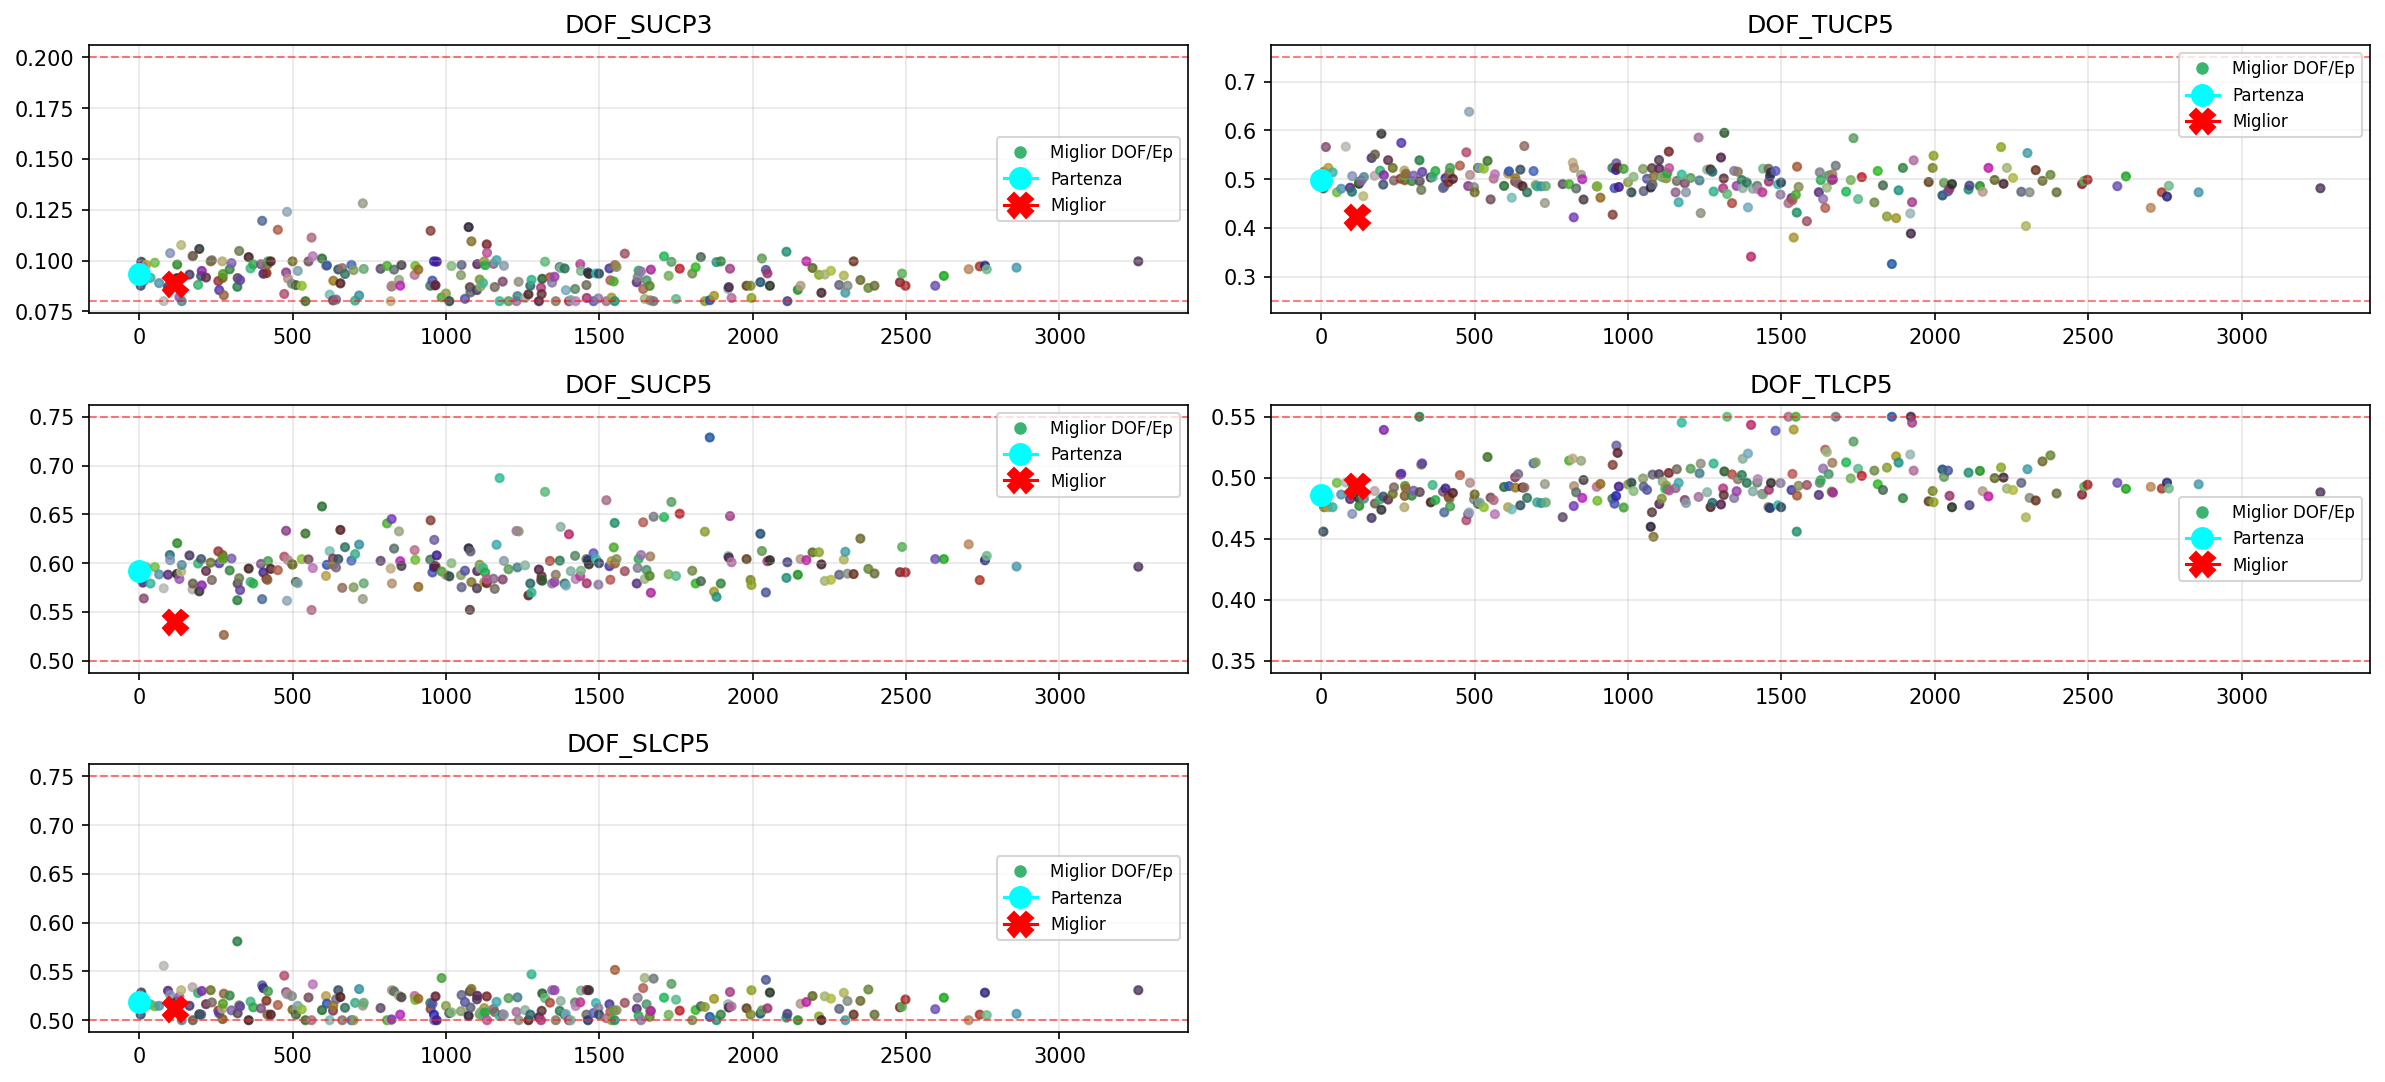 DOF_SUCP3
0.200
0.175
0.150
0.125
0.100
0.075
Miglior DOF/Ep
Partenza
Miglior
0 500 1000 1500 2000 2500 3000
DOF_TUCP5
0.7
0.6
0.5
0.4
0.3
Miglior DOF/Ep
Partenza
Miglior
0 500 1000 1500 2000 2500 3000
DOF_SUCP5
0.75
0.70
0.65
0.60
0.55
0.50
Miglior DOF/Ep
Partenza
Miglior
0 500 1000 1500 2000 2500 3000
DOF_TLCP5
0.55
0.50
0.45
0.40
0.35
Miglior DOF/Ep
Partenza
Miglior
0 500 1000 1500 2000 2500 3000
DOF_SLCP5
0.75
0.70
0.65
0.60
0.55
0.50
Miglior DOF/Ep
Partenza
Miglior
0 500 1000 1500 2000 2500 3000